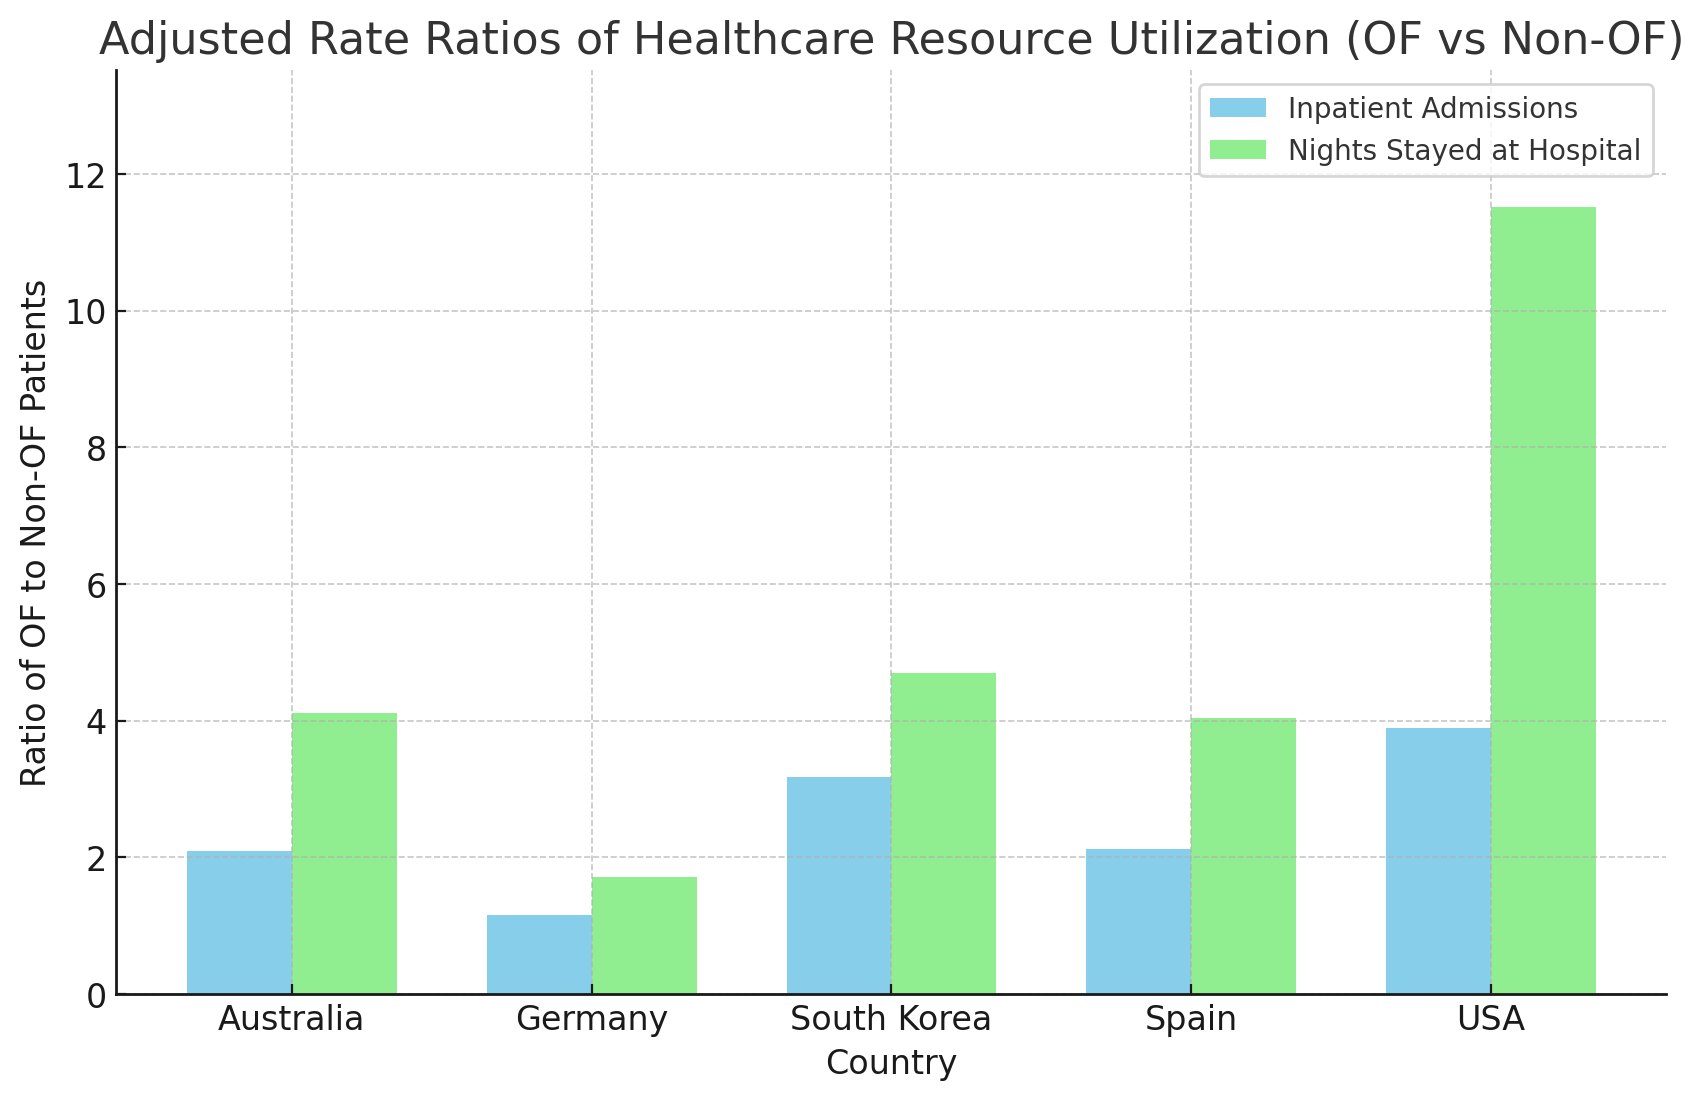 Adjusted Rate Ratios of Healthcare Resource Utilization (OF vs Non-OF)
Inpatient Admissions
Nights Stayed at Hospital
Ratio of OF to Non-OF Patients
12
10
8
6
4
2
0
Australia Germany South Korea Spain USA
Country